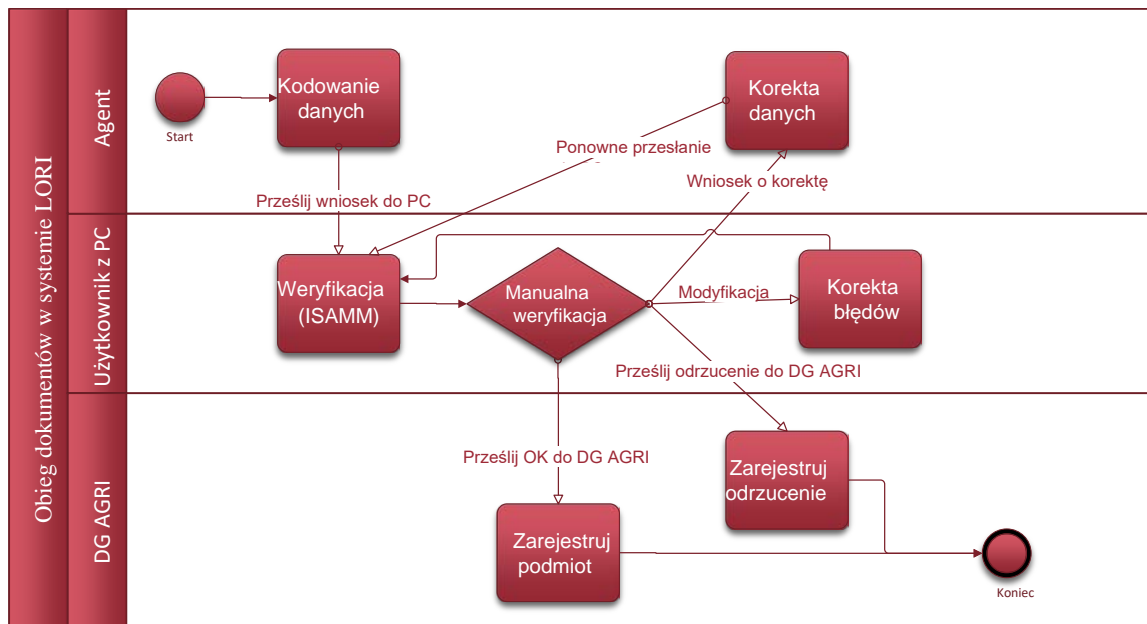 Obieg dokumentów w systemie LORI
Agent
Start
Kodowanie
danych
Korekta
danych
Ponowne przesłanie
Wniosek o korektę
Prześlij wniosek do PC
Użytkownik z PC
Weryfikacja
(ISAMM)
Manualna
weryfikacja
Modyfikacja
Korekta
błędów
Prześlij odrzucenie do DG AGRI
DG AGRI
Prześlij OK do DG AGRI
Zarejestruj
odrzucenie
Zarejestruj
podmiot
Koniec